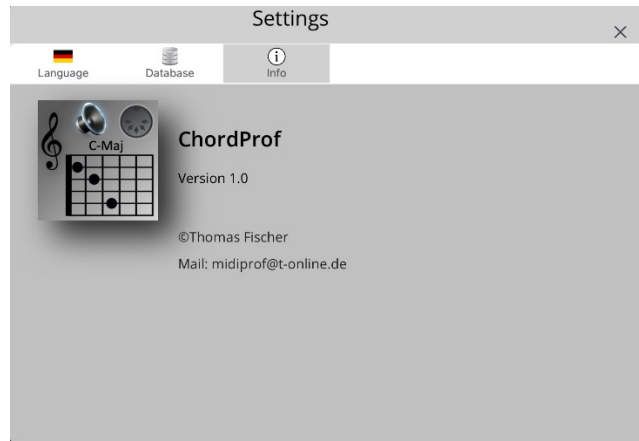 Settings
Language
Database
Info
C-Maj
ChordProf
Version 1.0
©Thomas Fischer
Mail: midiprof@t-online.de